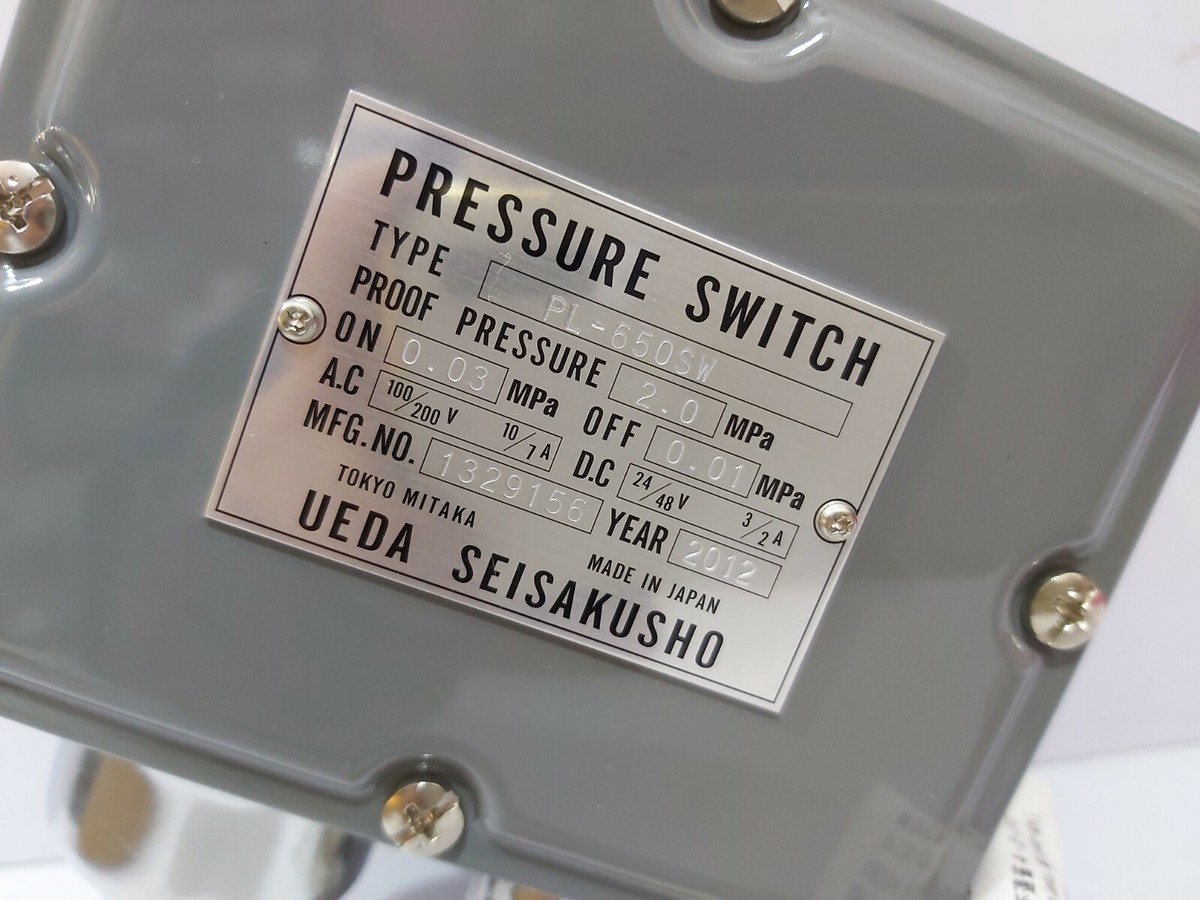 PRESSURE SWITCH
TYPE PL-650SW
PROOF PRESSURE 2.0 MPa
ON 0.03 MPa OFF 0.01 MPa
A.C 100/200 V 10/7 A D.C 24/48 V 3/2 A
MFG.NO. 1329156 YEAR 2012
TOKYO MITAKA MADE IN JAPAN
UEDA SEISAKUSHO